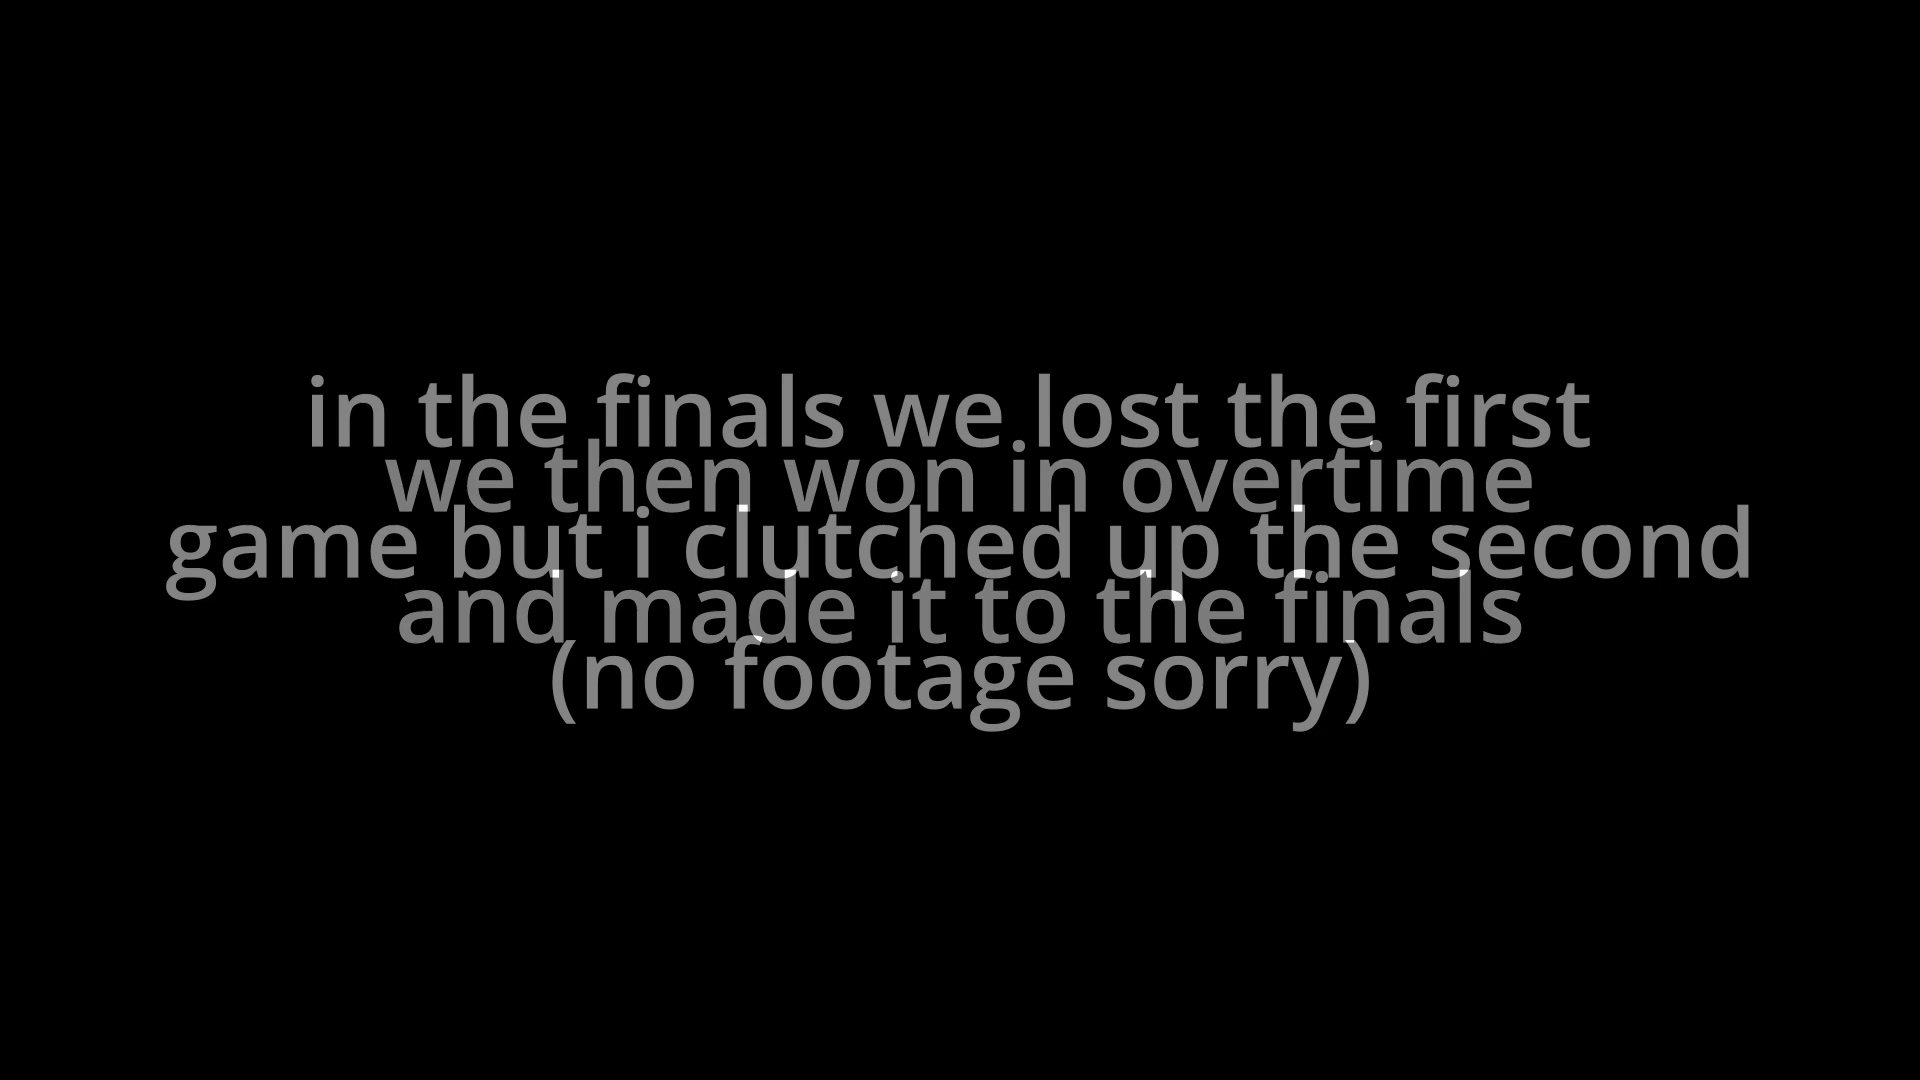 in the finals we lost the first
we then won in overtime
game but i clutched up the second
and made it to the finals
(no footage sorry)